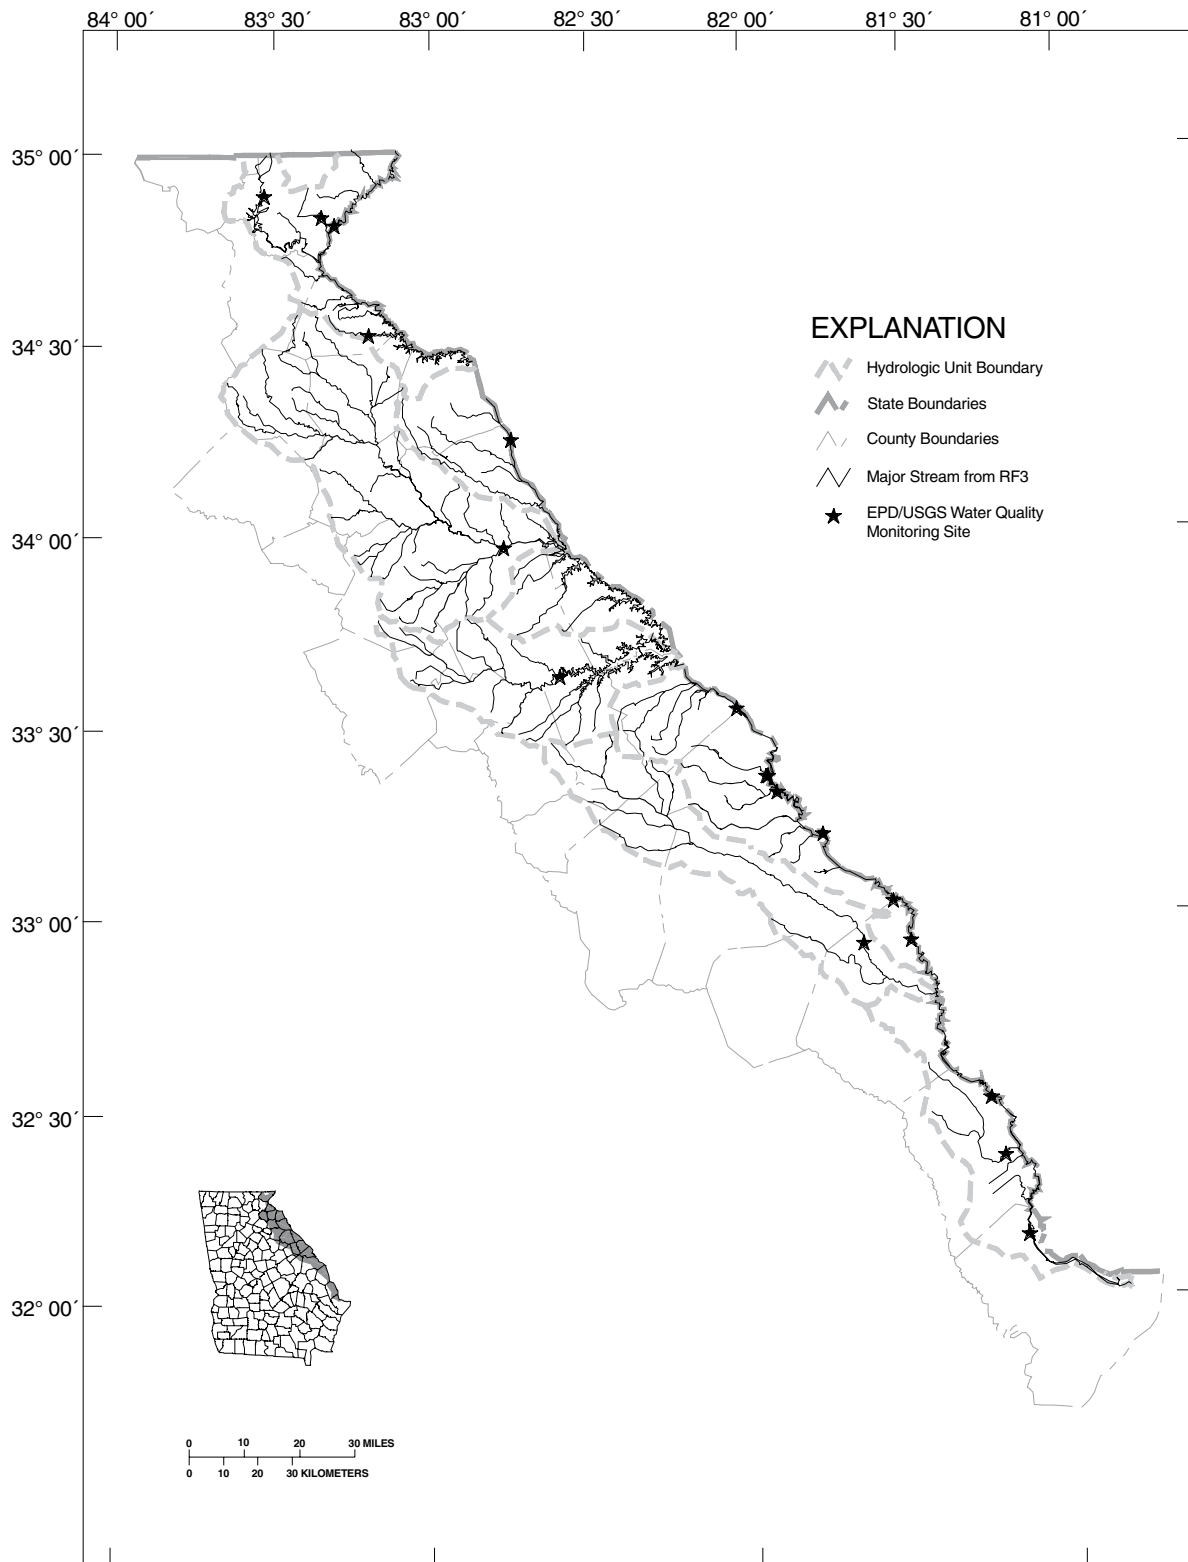 84° 00´ 83° 30´ 83° 00´ 82° 30´ 82° 00´ 81° 30´ 81° 00´
35° 00´
34° 30´
34° 00´
33° 30´
33° 00´
32° 30´
32° 00´
EXPLANATION
Hydrologic Unit Boundary
State Boundaries
County Boundaries
Major Stream from RF3
EPD/USGS Water Quality
Monitoring Site
0 10 20 30 MILES
0 10 20 30 KILOMETERS